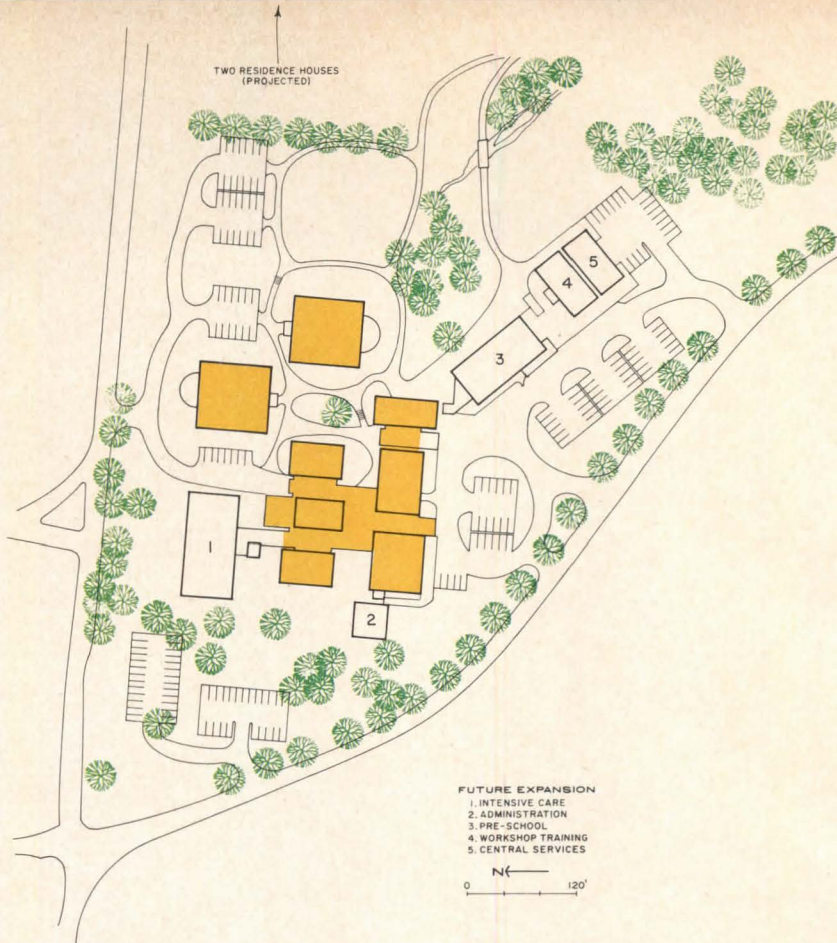 TWO RESIDENCE HOUSES
(PROJECTED)
5
4
3
1
2
FUTURE EXPANSION
1. INTENSIVE CARE
2. ADMINISTRATION
3. PRE-SCHOOL
4. WORKSHOP TRAINING
5. CENTRAL SERVICES
N
0 120'